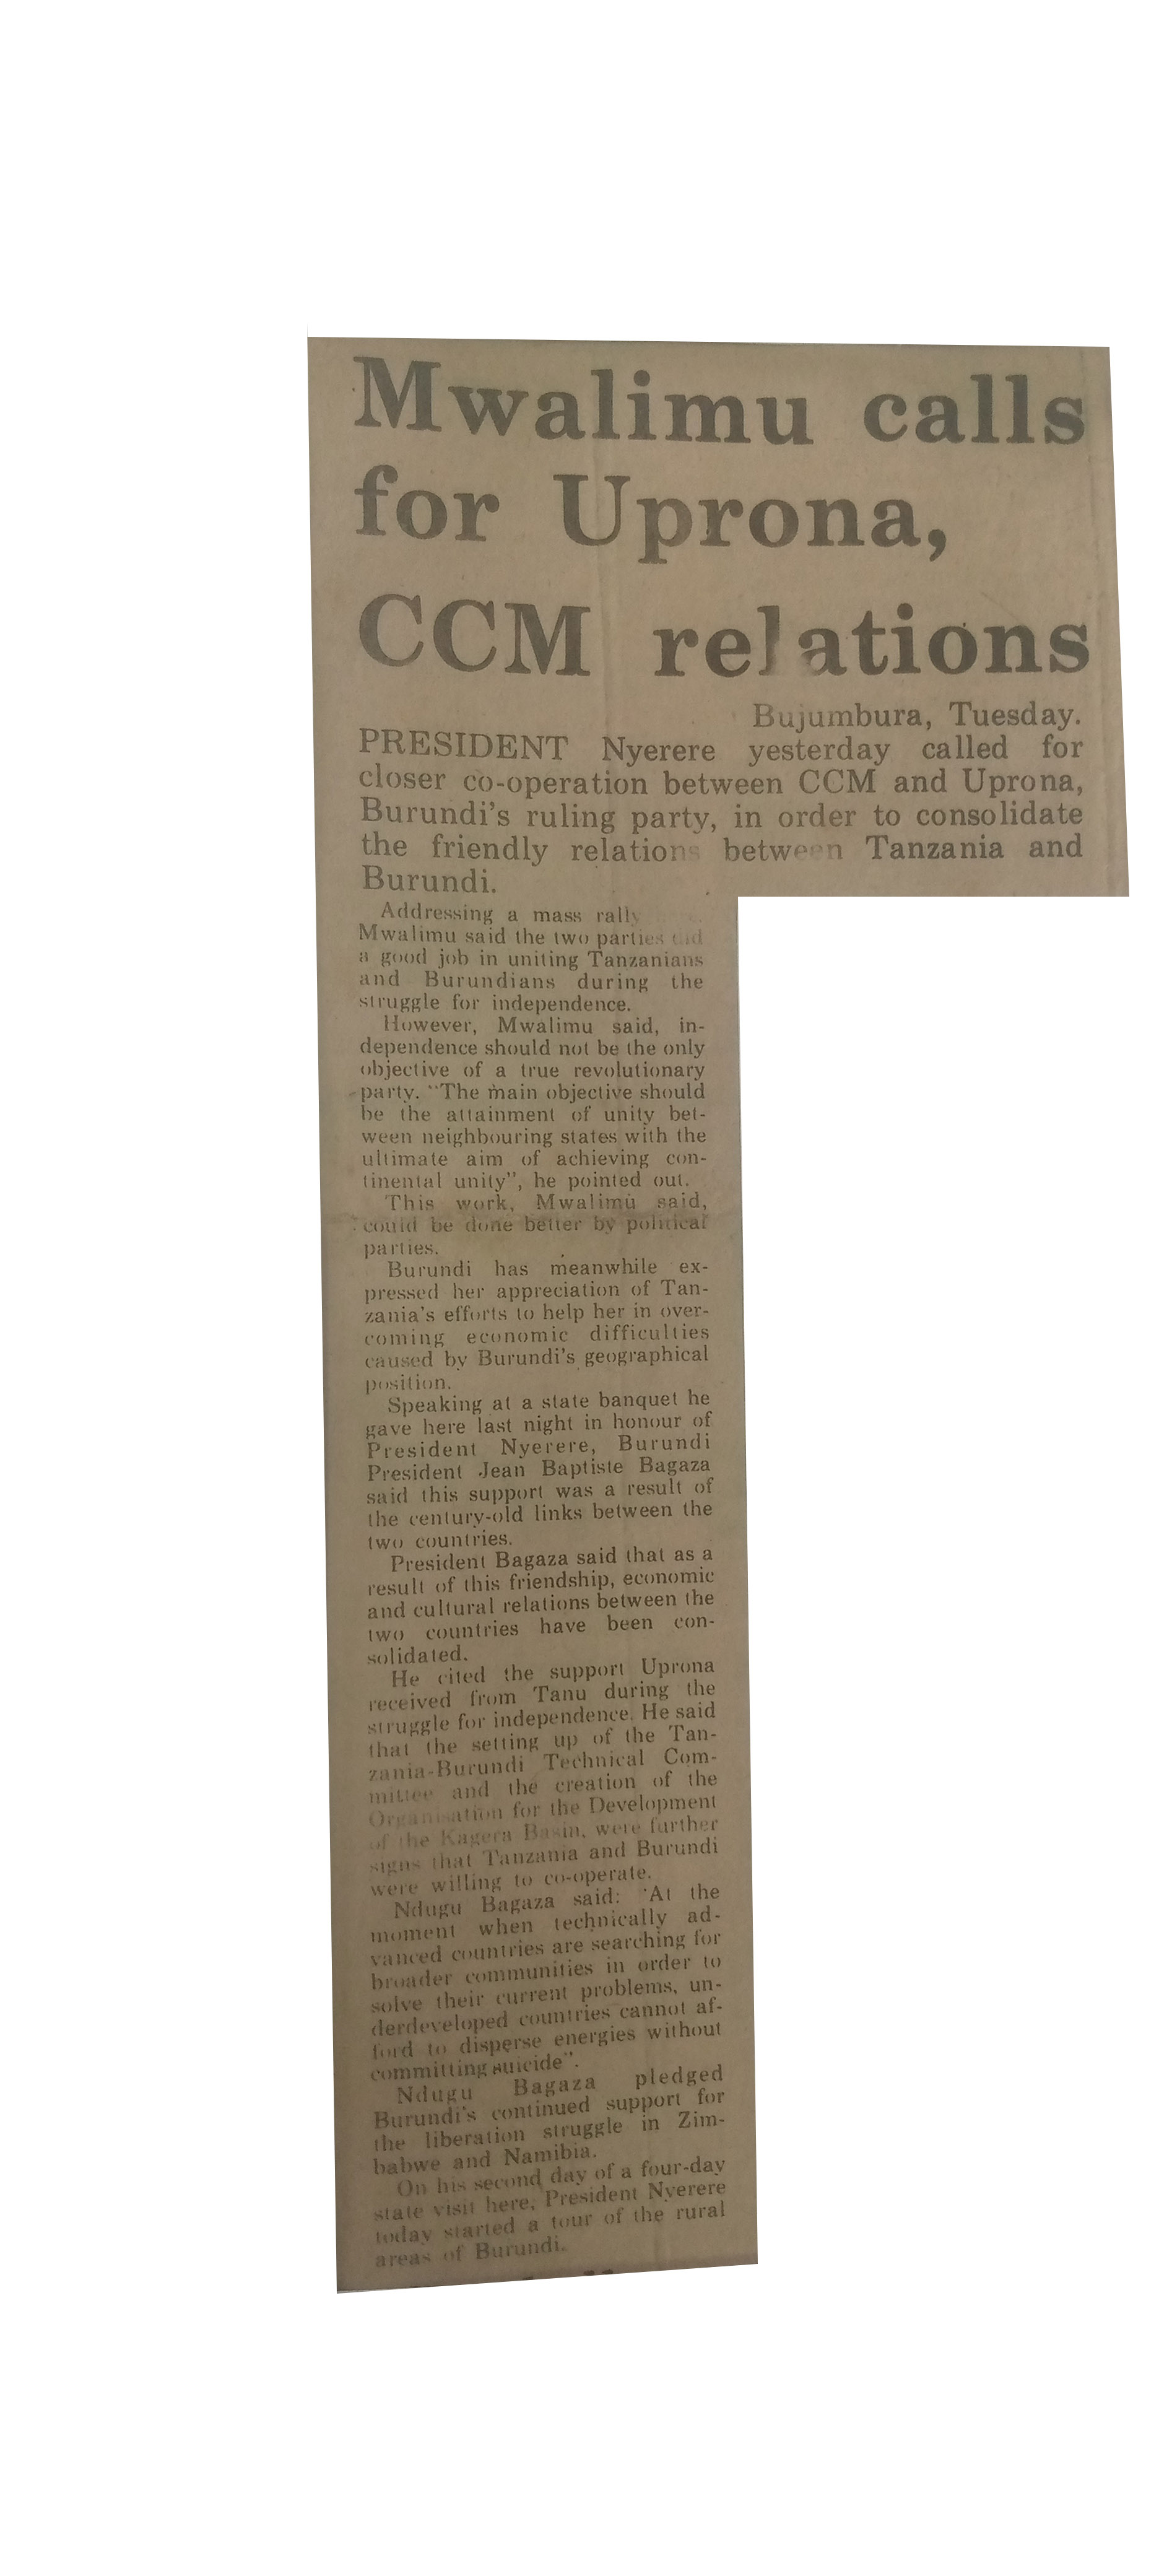 Mwalimu calls
for Uprona,
CCM relations
Bujumbura, Tuesday.
PRESIDENT Nyerere yesterday called for
closer co-operation between CCM and Uprona,
Burundi's ruling party, in order to consolidate
the friendly relations between Tanzania and
Burundi.
Addressing a mass rally
Mwalimu said the two parties did
a good job in uniting Tanzanians
and Burundians during the
struggle for independence.
However, Mwalimu said, in-
dependence should not be the only
objective of a true revolutionary
party. "The main objective should
be the attainment of unity bet-
ween neighbouring states with the
ultimate aim of achieving con-
tinental unity", he pointed out.
This work, Mwalimu said,
could be done better by political
parties.
Burundi has meanwhile ex-
pressed her appreciation of Tan-
zania's efforts to help her in over-
coming economic difficulties
caused by Burundi's geographical
position.
Speaking at a state banquet he
gave here last night in honour of
President Nyerere, Burundi
President Jean Baptiste Bagaza
said this support was a result of
the century-old links between the
two countries.
President Bagaza said that as a
result of this friendship, economic
and cultural relations between the
two countries have been con-
solidated.
He cited the support Uprona
received from Tanu during the
struggle for independence. He said
that the setting up of the Tan-
zania-Burundi Technical Com-
mittee and the creation of the
Organisation for the Development
of the Kagera Basin, were further
signs that Tanzania and Burundi
were willing to co-operate.
Ndugu Bagaza said: 'At the
moment when technically ad-
vanced countries are searching for
broader communities in order to
solve their current problems, un-
derdeveloped countries cannot af-
ford to disperse energies without
committing suicide".
Ndugu Bagaza pledged
Burundi's continued support for
the liberation struggle in Zim-
babwe and Namibia.
On his second day of a four-day
state visit here, President Nyerere
today started a tour of the rural
areas of Burundi.